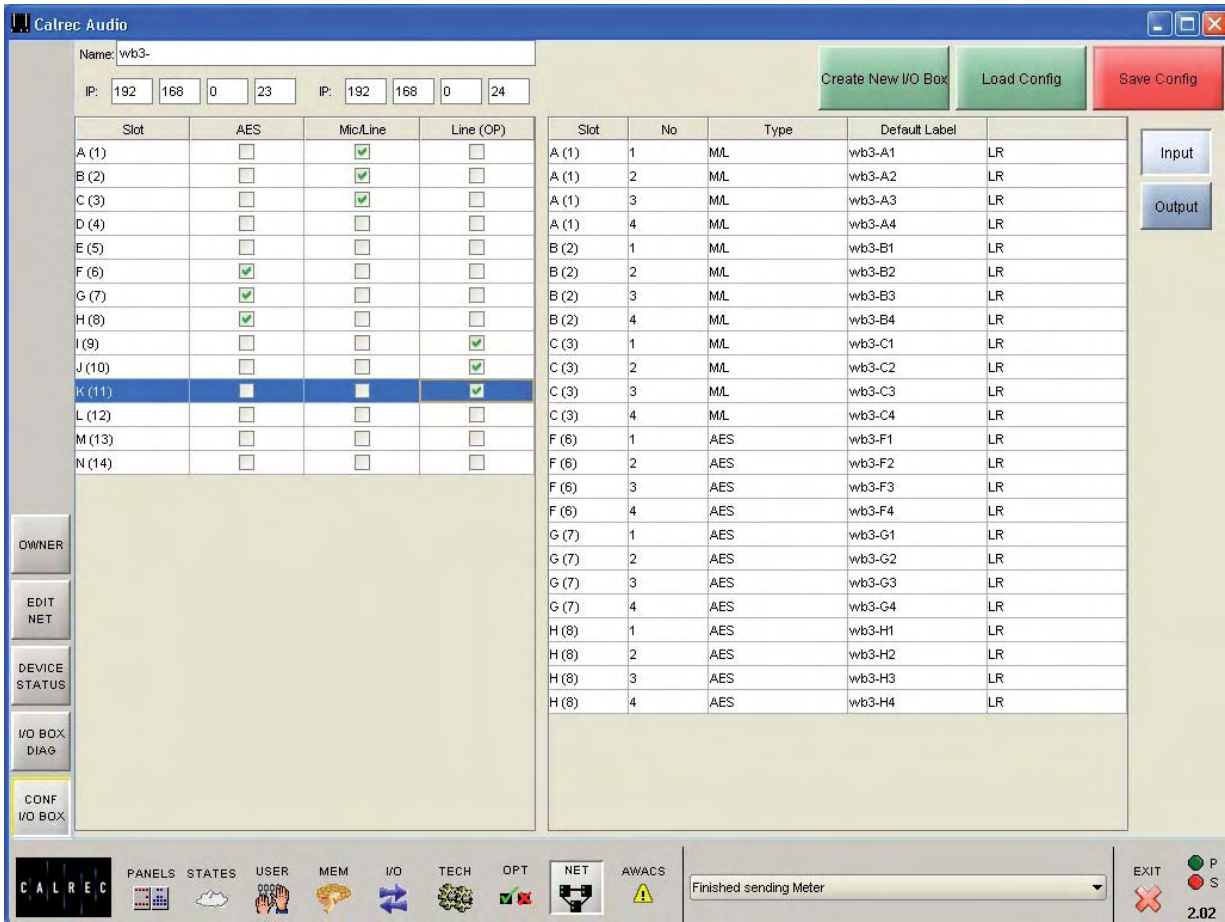 Calrec Audio
Name: wb3-
IP: 192 168 0 23 IP: 192 168 0 24
Create New I/O Box
Load Config
Save Config
Slot AES Mic/Line Line (OP)
A (1)
B (2)
C (3)
D (4)
E (5)
F (6)
G (7)
H (8)
I (9)
J (10)
K (11)
L (12)
M (13)
N (14)
Slot No Type Default Label
A (1) 1 M/L wb3-A1 LR
A (1) 2 M/L wb3-A2 LR
A (1) 3 M/L wb3-A3 LR
A (1) 4 M/L wb3-A4 LR
B (2) 1 M/L wb3-B1 LR
B (2) 2 M/L wb3-B2 LR
B (2) 3 M/L wb3-B3 LR
B (2) 4 M/L wb3-B4 LR
C (3) 1 M/L wb3-C1 LR
C (3) 2 M/L wb3-C2 LR
C (3) 3 M/L wb3-C3 LR
C (3) 4 M/L wb3-C4 LR
F (6) 1 AES wb3-F1 LR
F (6) 2 AES wb3-F2 LR
F (6) 3 AES wb3-F3 LR
F (6) 4 AES wb3-F4 LR
G (7) 1 AES wb3-G1 LR
G (7) 2 AES wb3-G2 LR
G (7) 3 AES wb3-G3 LR
G (7) 4 AES wb3-G4 LR
H (8) 1 AES wb3-H1 LR
H (8) 2 AES wb3-H2 LR
H (8) 3 AES wb3-H3 LR
H (8) 4 AES wb3-H4 LR
Input
Output
OWNER
EDIT
NET
DEVICE
STATUS
I/O BOX
DIAG
CONF
I/O BOX
CALREC
PANELS STATES USER MEM I/O TECH OPT NET AWACS
Finished sending Meter
EXIT
P
S
2.02